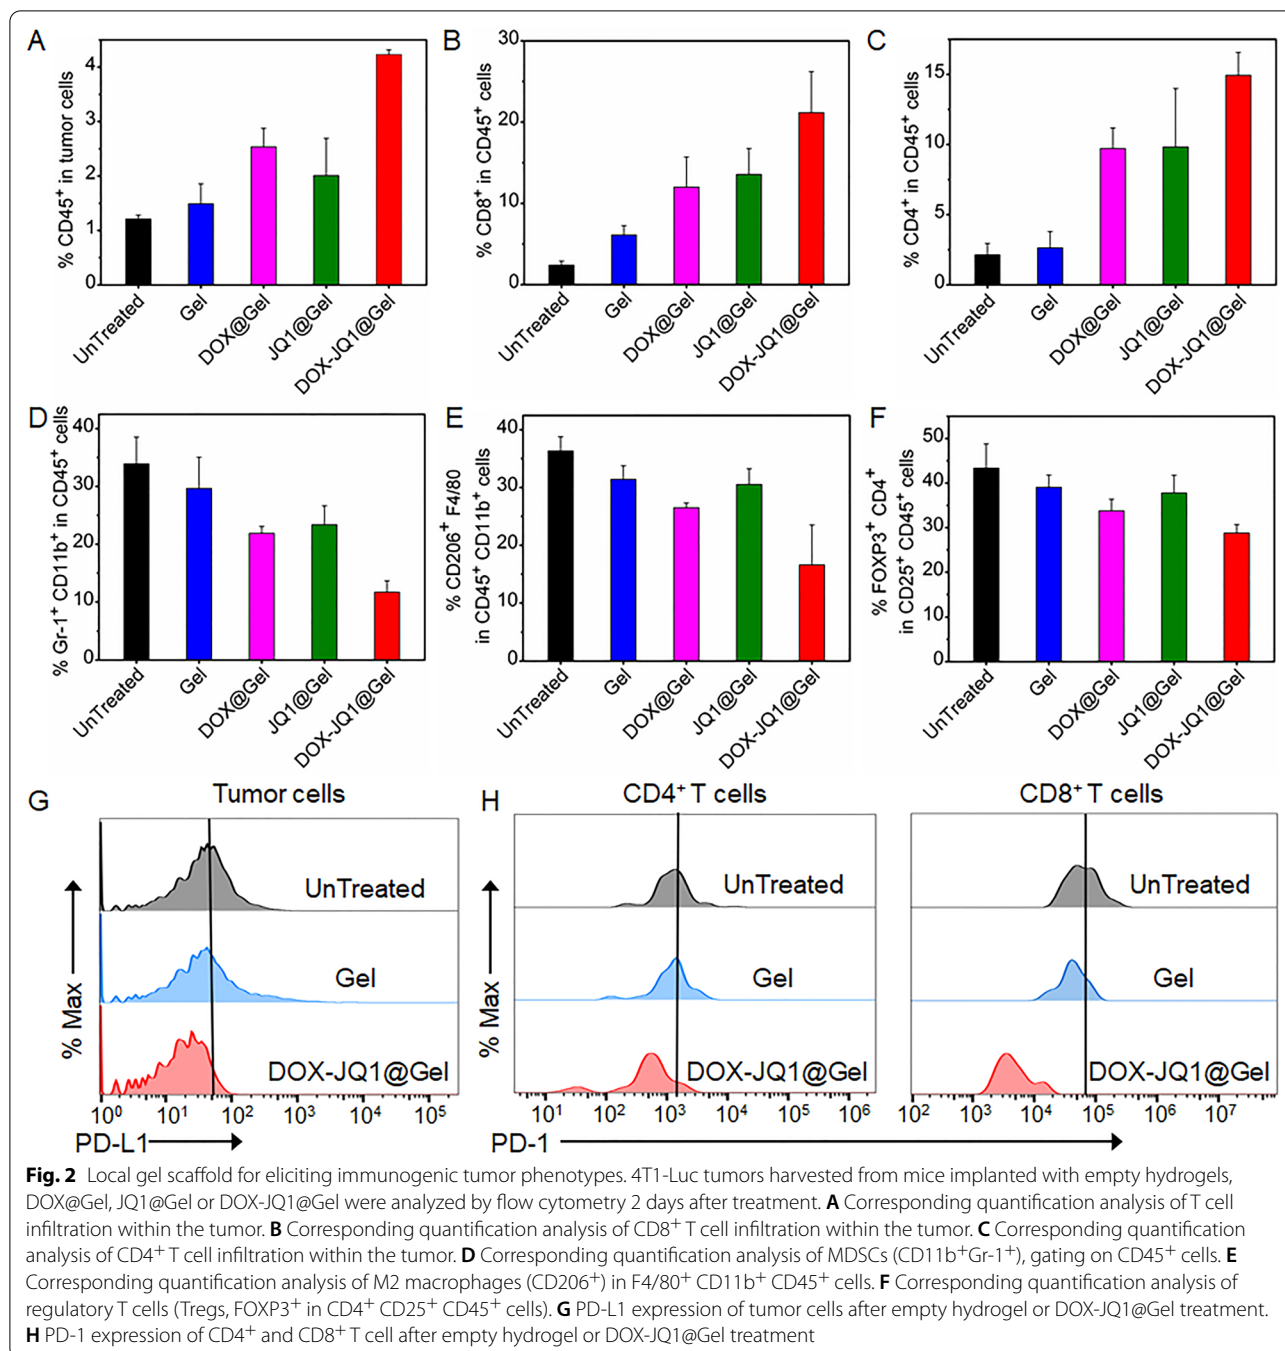 A
% CD45⁺ in tumor cells
4
3
2
1
0
UnTreated
Gel
DOX@Gel
JQ1@Gel
DOX-JQ1@Gel
B
% CD8⁺ in CD45⁺ cells
30
20
10
0
UnTreated
Gel
DOX@Gel
JQ1@Gel
DOX-JQ1@Gel
C
% CD4⁺ in CD45⁺ cells
15
10
5
0
UnTreated
Gel
DOX@Gel
JQ1@Gel
DOX-JQ1@Gel
D
% Gr-1⁺ CD11b⁺ in CD45⁺ cells
40
30
20
10
0
UnTreated
Gel
DOX@Gel
JQ1@Gel
DOX-JQ1@Gel
E
% CD206⁺ F4/80
in CD45⁺ CD11b⁺ cells
40
30
20
10
0
UnTreated
Gel
DOX@Gel
JQ1@Gel
DOX-JQ1@Gel
F
% FOXP3⁺ CD4⁺
in CD25⁺ CD45⁺ cells
50
40
30
20
10
0
UnTreated
Gel
DOX@Gel
JQ1@Gel
DOX-JQ1@Gel
G
Tumor cells
% Max
UnTreated
Gel
DOX-JQ1@Gel
10⁰ 10¹ 10² 10³ 10⁴ 10⁵
PD-L1
H
CD4⁺ T cells
% Max
UnTreated
Gel
DOX-JQ1@Gel
10¹ 10² 10³ 10⁴ 10⁵ 10⁶
CD8⁺ T cells
UnTreated
Gel
DOX-JQ1@Gel
10² 10³ 10⁴ 10⁵ 10⁶ 10⁷
PD-1
Fig. 2 Local gel scaffold for eliciting immunogenic tumor phenotypes. 4T1-Luc tumors harvested from mice implanted with empty hydrogels,
DOX@Gel, JQ1@Gel or DOX-JQ1@Gel were analyzed by flow cytometry 2 days after treatment. A Corresponding quantification analysis of T cell
infiltration within the tumor. B Corresponding quantification analysis of CD8⁺ T cell infiltration within the tumor. C Corresponding quantification
analysis of CD4⁺ T cell infiltration within the tumor. D Corresponding quantification analysis of MDSCs (CD11b⁺Gr-1⁺), gating on CD45⁺ cells. E
Corresponding quantification analysis of M2 macrophages (CD206⁺) in F4/80⁺ CD11b⁺ CD45⁺ cells. F Corresponding quantification analysis of
regulatory T cells (Tregs, FOXP3⁺ in CD4⁺ CD25⁺ CD45⁺ cells). G PD-L1 expression of tumor cells after empty hydrogel or DOX-JQ1@Gel treatment.
H PD-1 expression of CD4⁺ and CD8⁺ T cell after empty hydrogel or DOX-JQ1@Gel treatment